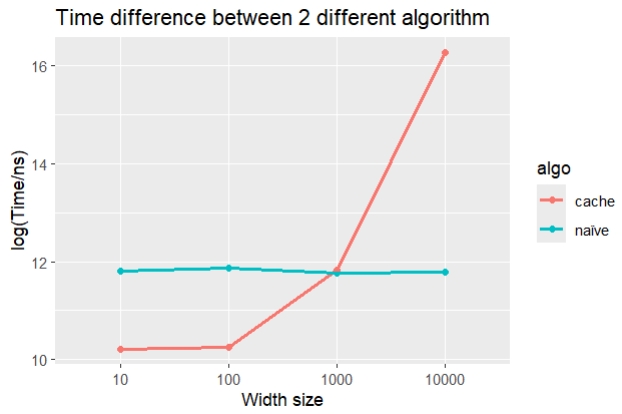 Time difference between 2 different algorithm
log(Time/ns)
16
14
12
10
10
100
1000
10000
Width size
algo
cache
naïve